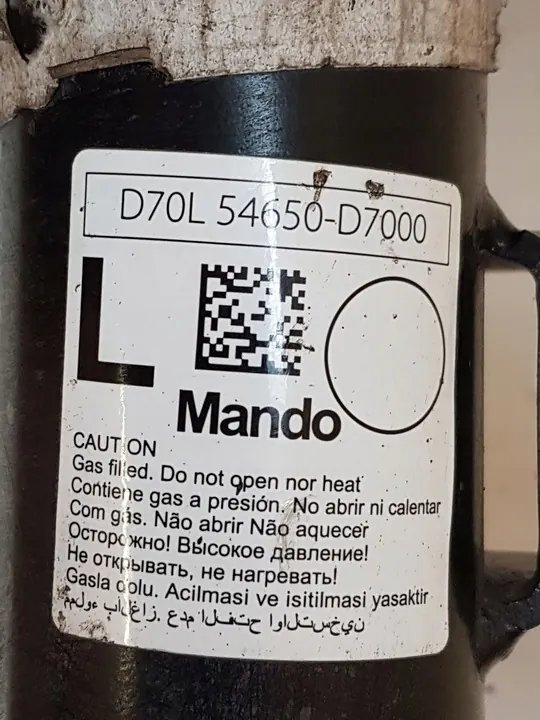 D70L 54650-D7000
L
Mando
CAUTION
Gas filled. Do not open nor heat
Contiene gas a presión. No abrir ni calentar
Com gás. Não abrir Não aquecer
Осторожно! Высокое давление!
Не открывать, не нагревать!
Gasla dolu. Acilmasi ve isitilmasi yasaktir
مملوء بالغاز. عدم الفتح اوالتسخين